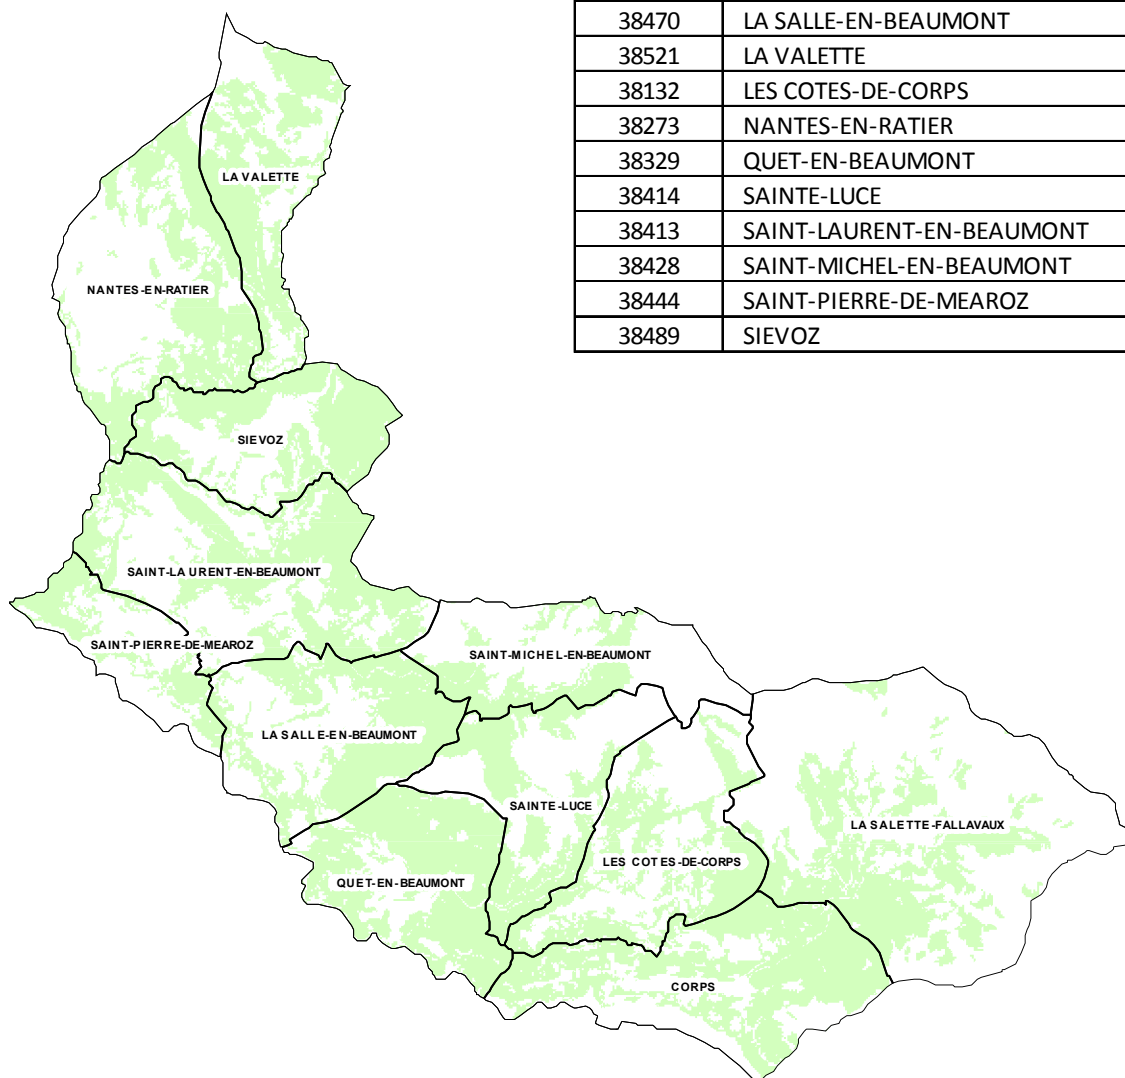 38470 LA SALLE-EN-BEAUMONT
38521 LA VALETTE
38132 LES COTES-DE-CORPS
38273 NANTES-EN-RATIER
38329 QUET-EN-BEAUMONT
38414 SAINTE-LUCE
38413 SAINT-LAURENT-EN-BEAUMONT
38428 SAINT-MICHEL-EN-BEAUMONT
38444 SAINT-PIERRE-DE-MEAROZ
38489 SIEVOZ
LA VALETTE
NANTES-EN-RATIER
SIEVOZ
SAINT-LAURENT-EN-BEAUMONT
SAINT-PIERRE-DE-MEAROZ
SAINT-MICHEL-EN-BEAUMONT
LA SALLE-EN-BEAUMONT
SAINTE-LUCE
LA SALETTE-FALLAVAUX
LES COTES-DE-CORPS
QUET-EN-BEAUMONT
CORPS